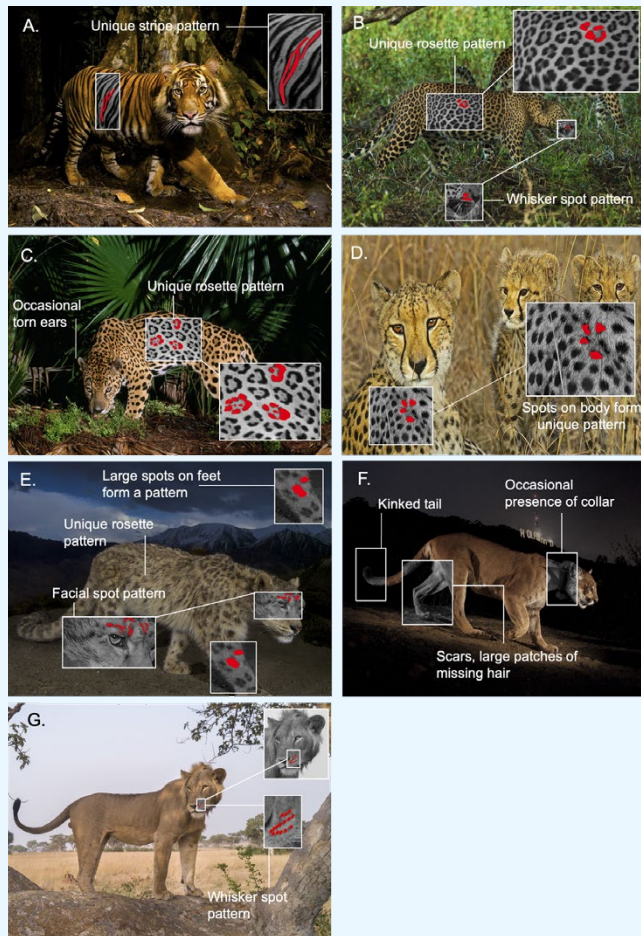 A.
Unique stripe pattern
B.
Unique rosette pattern
Whisker spot pattern
C.
Unique rosette pattern
Occasional
torn ears
D.
Spots on body form
unique pattern
E.
Large spots on feet
form a pattern
Unique rosette
pattern
Facial spot pattern
F.
Kinked tail
Occasional
presence of collar
Scars, large patches of
missing hair
G.
Whisker spot
pattern